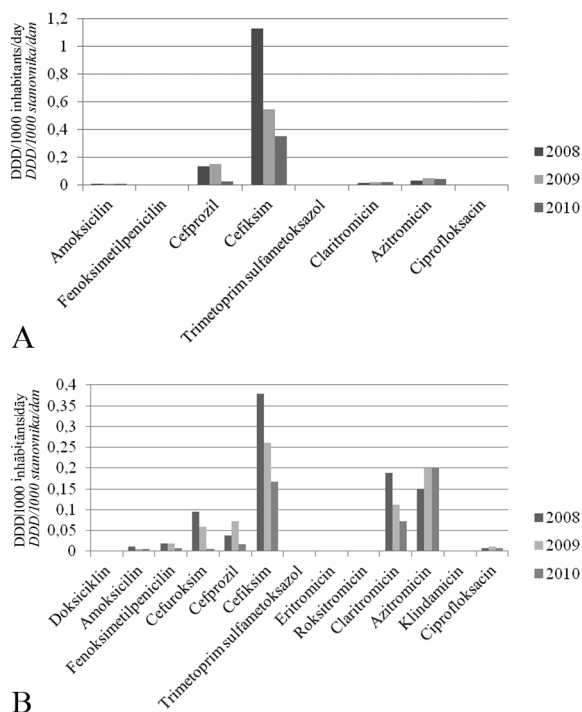 DDD/1000 inhabitants/day
DDD/1000 stanovnika/dan
1,2
1
0,8
0,6
0,4
0,2
0
Amoksicilin
Fenoksimetilpenicilin
Cefprozil
Cefiksim
Trimetoprim sulfametoksazol
Claritromicin
Azitromicin
Ciprofloksacin
2008
2009
2010
A
DDD|1000 inhābitānts|dāy
DDD/1000 stanovnika/dan
0,4
0,35
0,3
0,25
0,2
0,15
0,1
0,05
0
Doksiciklin
Amoksicilin
Fenoksimetilpenicilin
Cefuroksim
Cefprozil
Cefiksim
Trimetoprim sulfametoksazol
Eritromicin
Roksitromicin
Claritromicin
Azitromicin
Klindamicin
Ciprofloksacin
2008
2009
2010
B